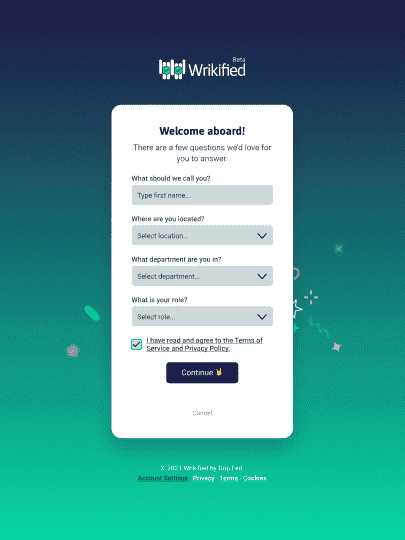 Beta
Wrikified
Welcome aboard!
There are a few questions we'd love for
you to answer.
What should we call you?
Type first name...
Where are you located?
Select location...
What department are you in?
Select department...
What is your role?
Select role...
I have read and agree to the Terms of
Service and Privacy Policy.
Continue
Cancel
© 2023 Wrikified by Drip Fed
Account Settings · Privacy · Terms · Cookies